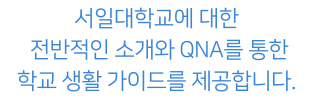 서일대학교에 대한
전반적인 소개와 QNA를 통한
학교 생활 가이드를 제공합니다.